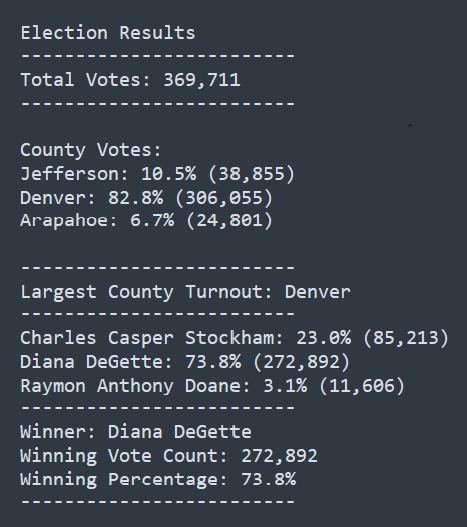 Election Results
-------------------------
Total Votes: 369,711
-------------------------
County Votes:
Jefferson: 10.5% (38,855)
Denver: 82.8% (306,055)
Arapahoe: 6.7% (24,801)
-------------------------
Largest County Turnout: Denver
-------------------------
Charles Casper Stockham: 23.0% (85,213)
Diana DeGette: 73.8% (272,892)
Raymon Anthony Doane: 3.1% (11,606)
-------------------------
Winner: Diana DeGette
Winning Vote Count: 272,892
Winning Percentage: 73.8%
-------------------------